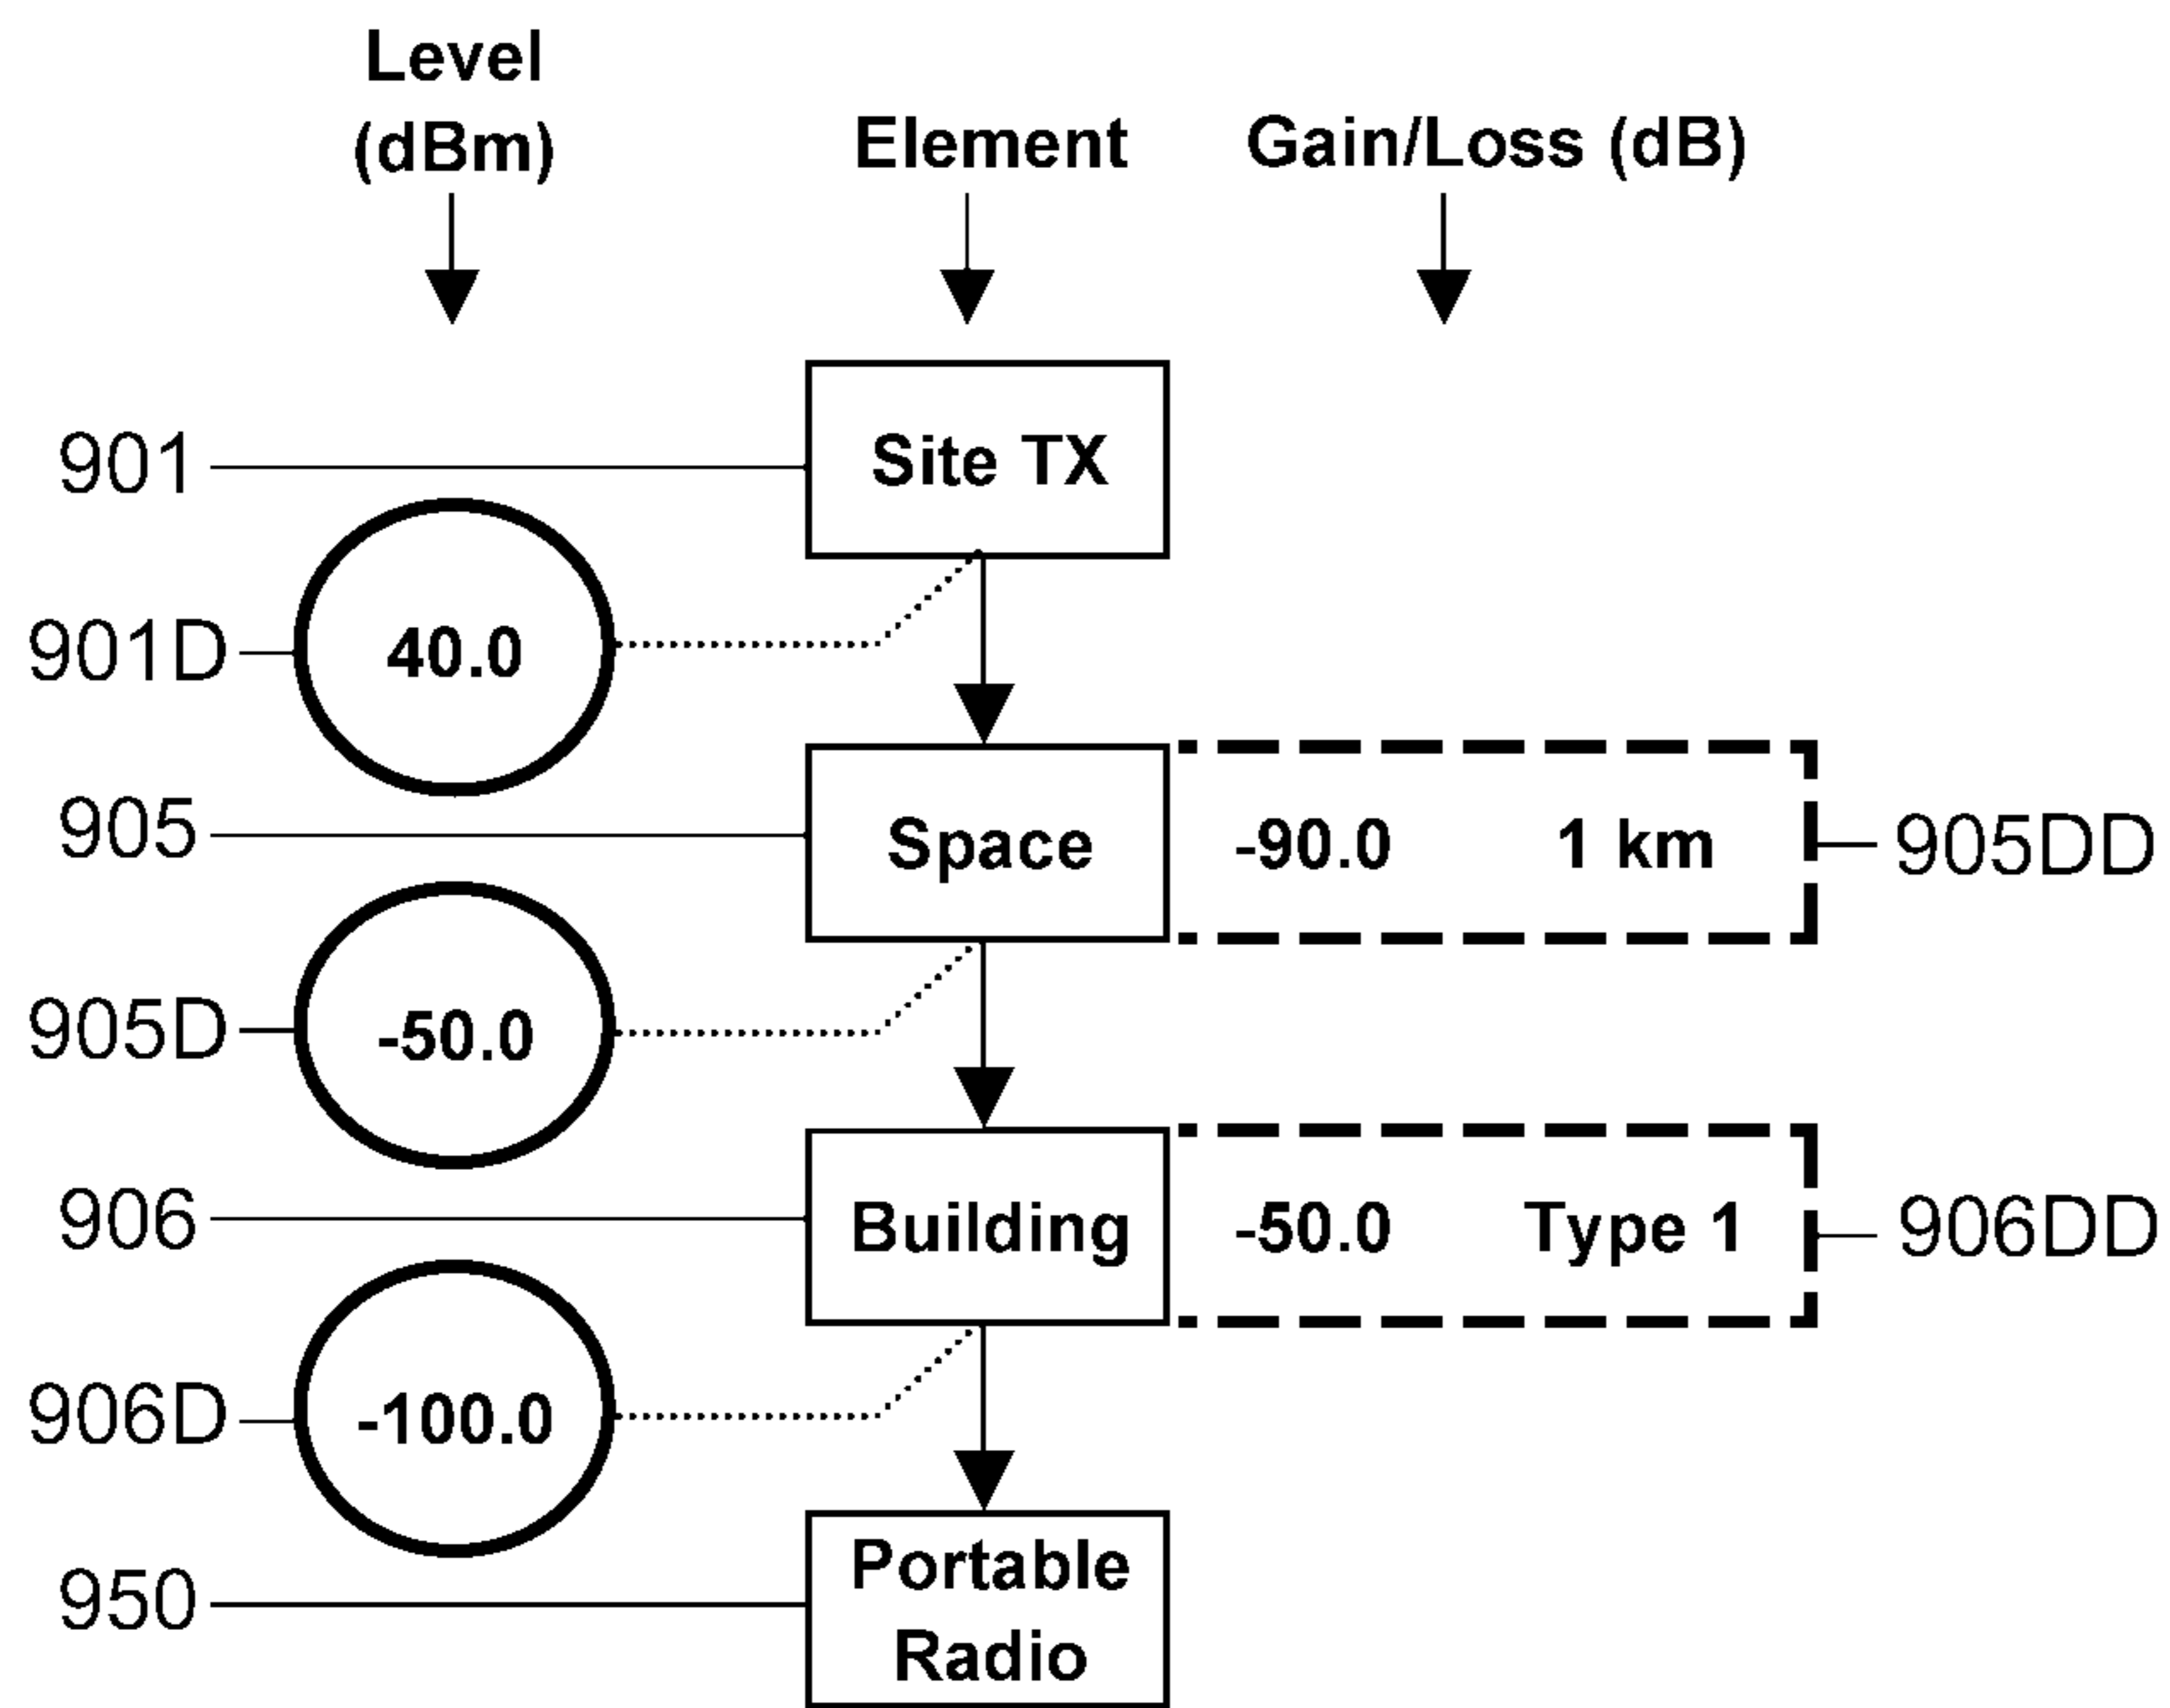 Level
(dBm)
Element
Gain/Loss (dB)
901
Site TX
901D
40.0
905
Space
-90.0 1 km
905DD
905D
-50.0
906
Building
-50.0 Type 1
906DD
906D
-100.0
950
Portable
Radio